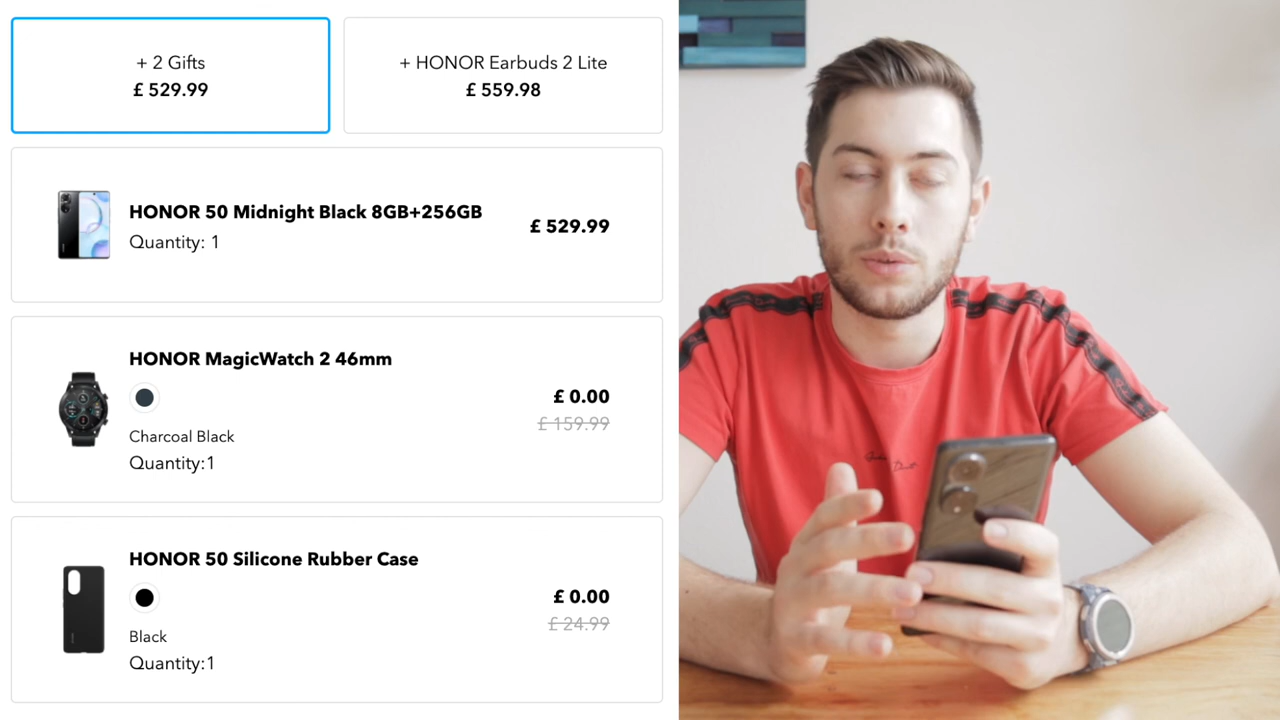 + 2 Gifts
£ 529.99
+ HONOR Earbuds 2 Lite
£ 559.98
HONOR 50 Midnight Black 8GB+256GB
Quantity: 1
£ 529.99
HONOR MagicWatch 2 46mm
£ 0.00
£ 159.99
Charcoal Black
Quantity:1
HONOR 50 Silicone Rubber Case
£ 0.00
£ 24.99
Black
Quantity:1